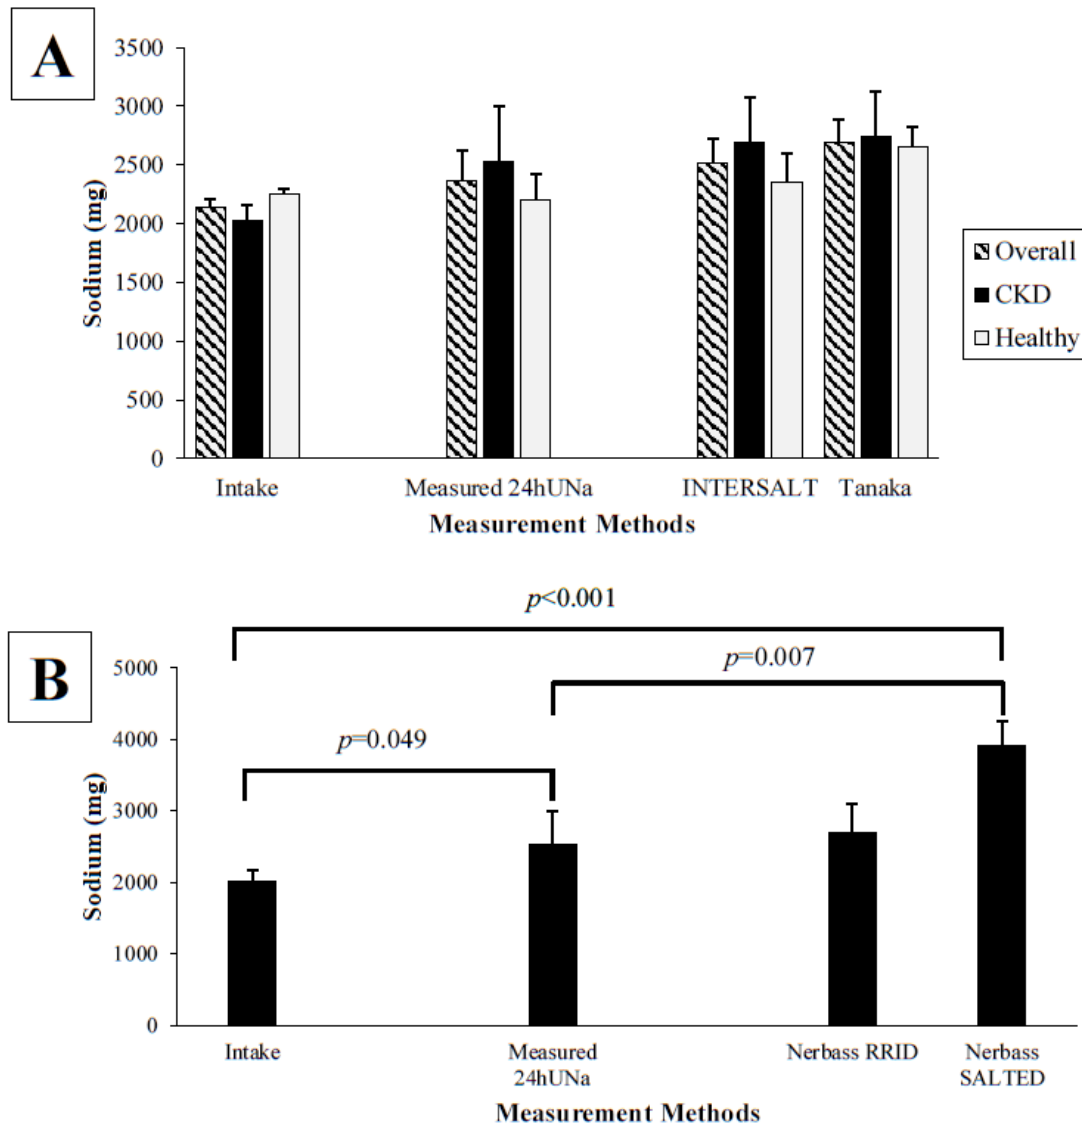 A
3500
3000
2500
2000
1500
1000
500
0
Sodium (mg)
Intake
Measured 24hUNa
INTERSALT
Tanaka
Measurement Methods
Overall
CKD
Healthy
B
p<0.001
p=0.007
p=0.049
5000
4000
3000
2000
1000
0
Sodium (mg)
Intake
Measured
24hUNa
Nerbass RRID
Nerbass
SALTED
Measurement Methods